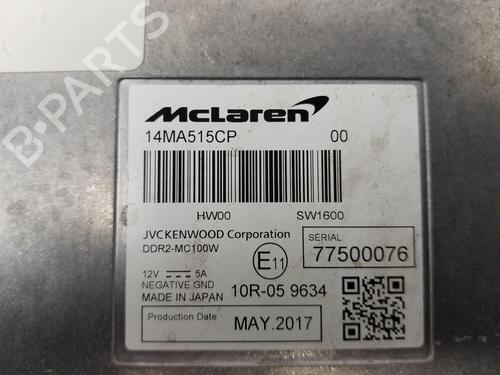 McLaren
14MA515CP 00
HW00 SW1600
JVCKENWOOD Corporation
DDR2-MC100W
E11
SERIAL
77500076
12V 5A
NEGATIVE GND
MADE IN JAPAN
10R-05 9634
Production Date
MAY.2017
B-PARTS